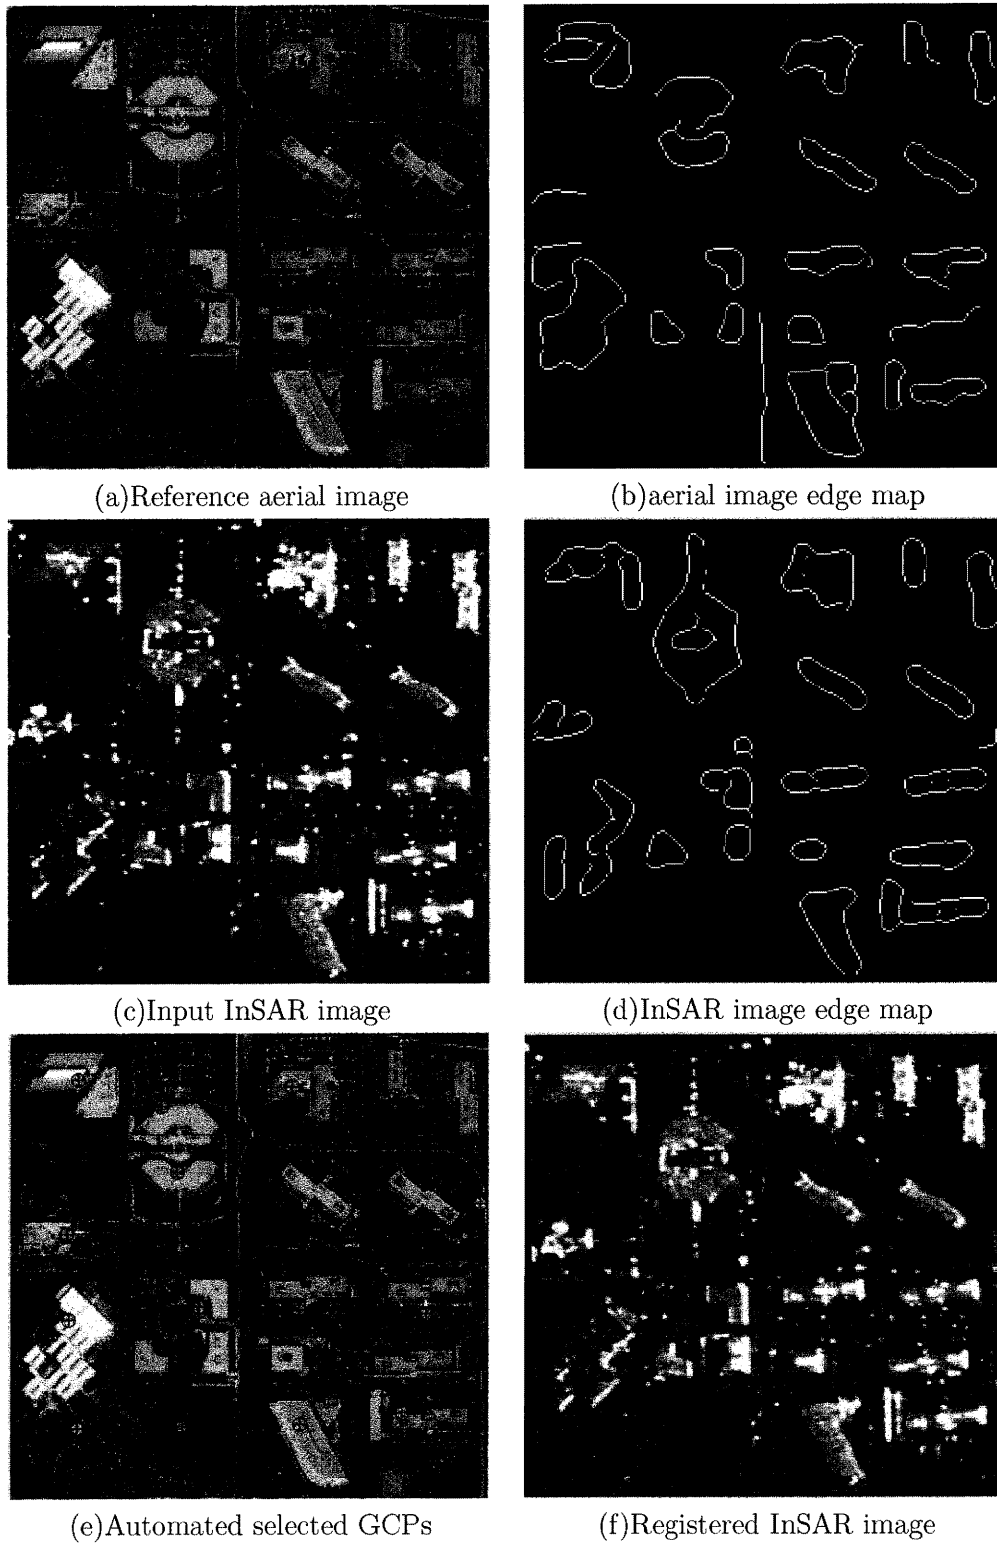 (a)Reference aerial image
(b)aerial image edge map
(c)Input InSAR image
(d)InSAR image edge map
(e)Automated selected GCPs
(f)Registered InSAR image